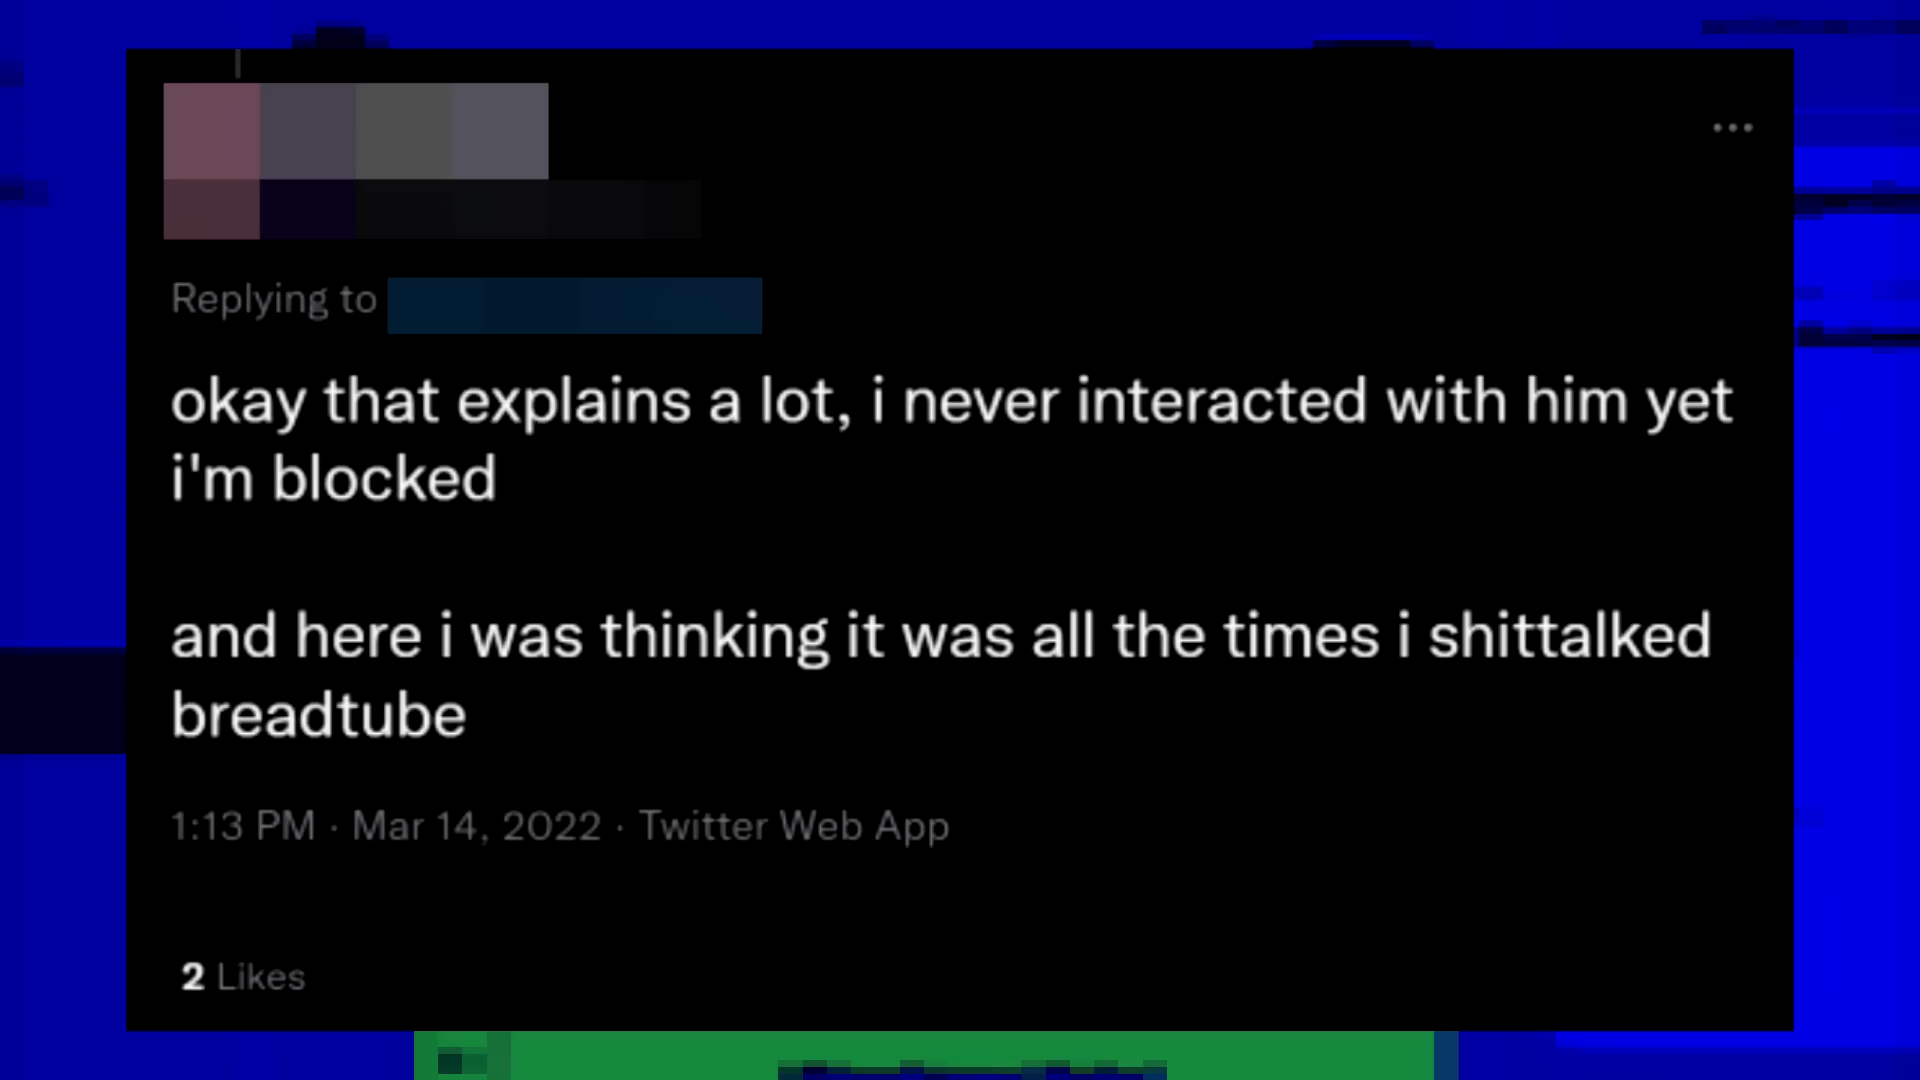 Replying to
okay that explains a lot, i never interacted with him yet
i'm blocked
and here i was thinking it was all the times i shittalked
breadtube
1:13 PM · Mar 14, 2022 · Twitter Web App
2 Likes